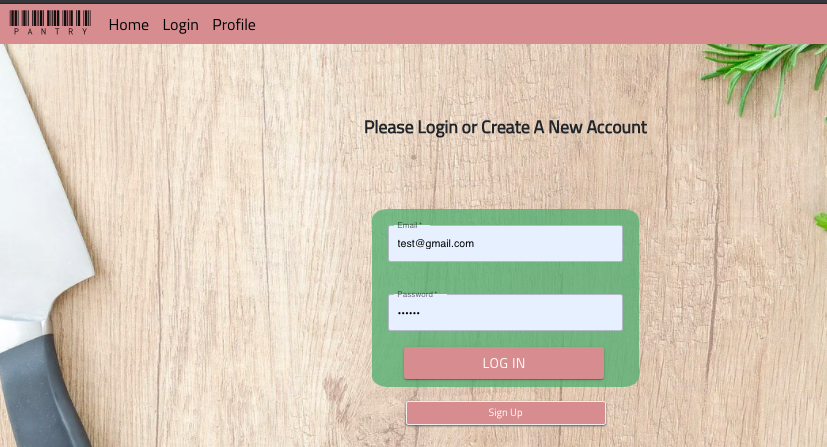 PANTRY
Home Login Profile
Please Login or Create A New Account
Email *
test@gmail.com
Password *
••••••
LOG IN
Sign Up